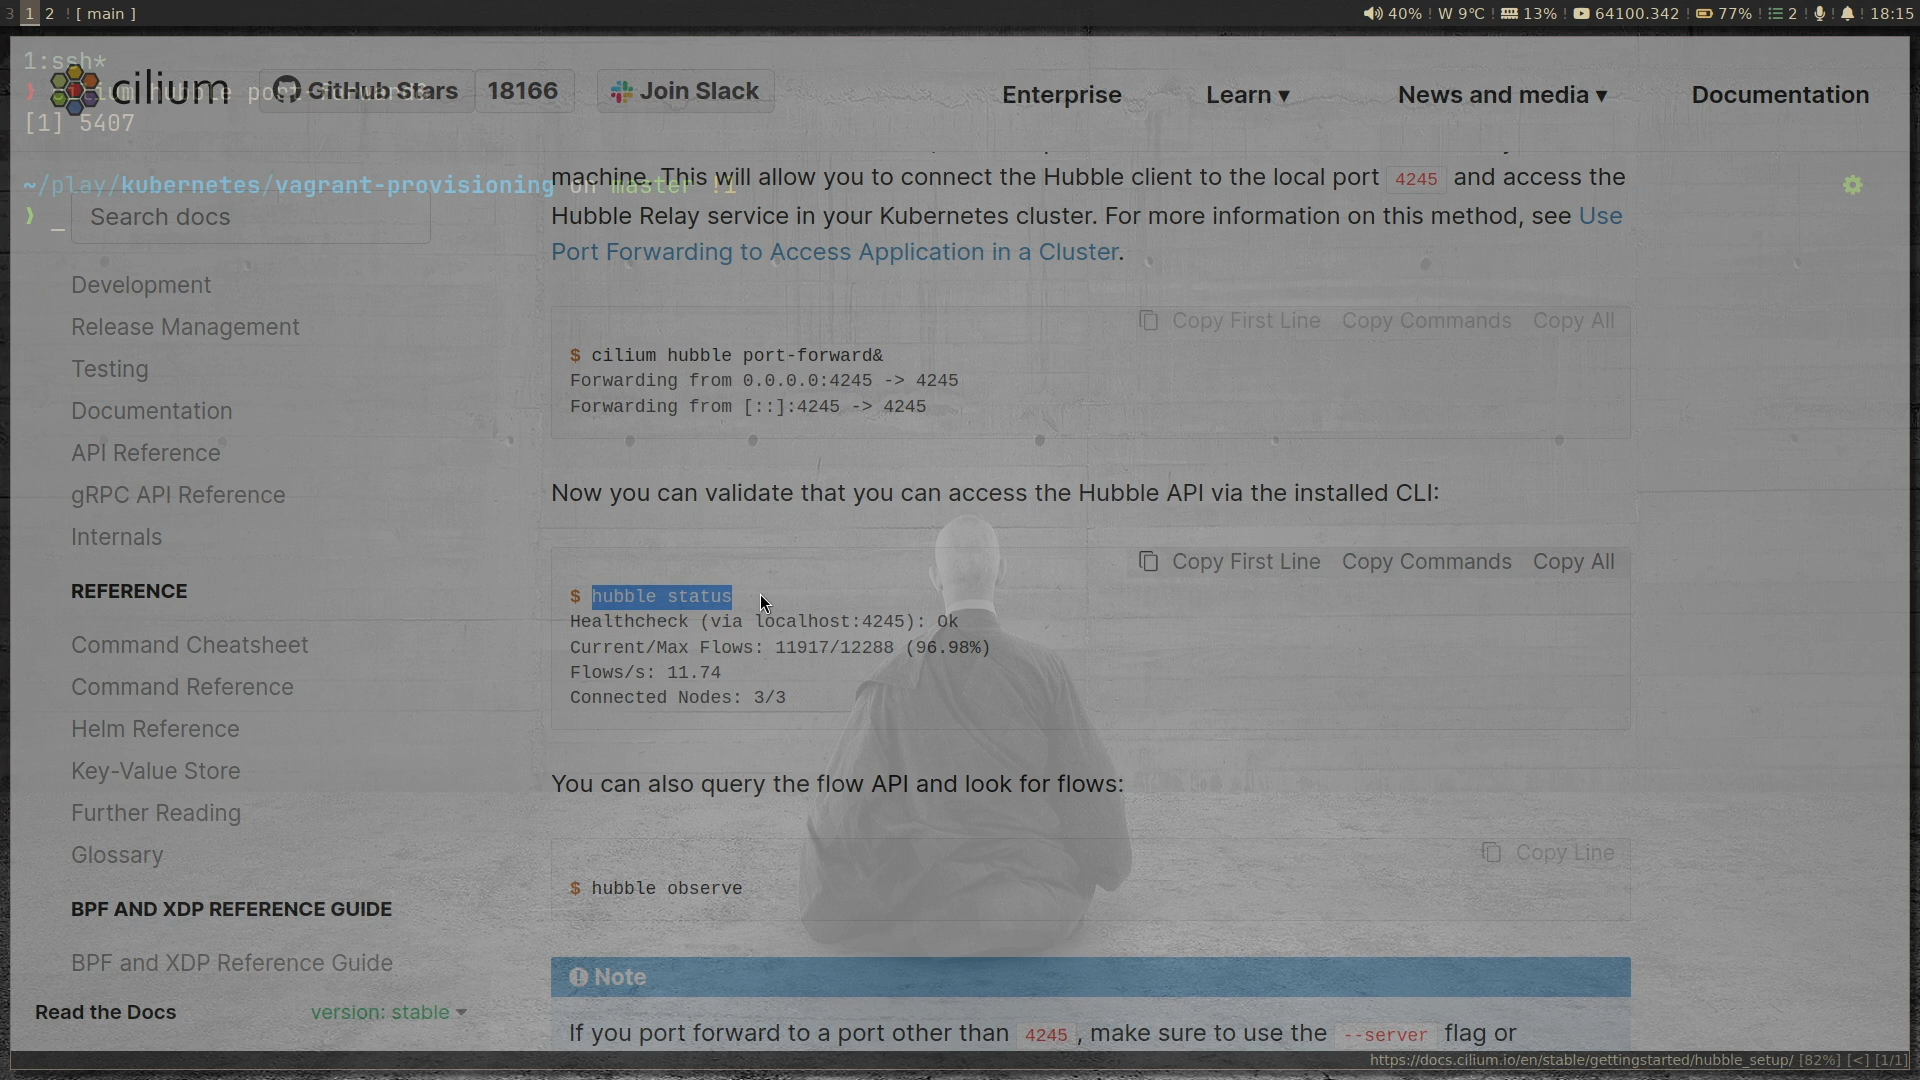 3 1 2 ! [ main ]
40% ! W 9°C ! 13% ! 64100.342 ! 77% ! 2 ! ! ! 18:15
1:ssh*
❯ cilium hubble port-forward&
[1] 5407
~/play/kubernetes/vagrant-provisioning on master !1
❯ _
cilium
GitHub Stars 18166
Join Slack
Enterprise Learn ▾ News and media ▾ Documentation
Search docs
Development
Release Management
Testing
Documentation
API Reference
gRPC API Reference
Internals
REFERENCE
Command Cheatsheet
Command Reference
Helm Reference
Key-Value Store
Further Reading
Glossary
BPF AND XDP REFERENCE GUIDE
BPF and XDP Reference Guide
Read the Docs version: stable
machine. This will allow you to connect the Hubble client to the local port 4245 and access the
Hubble Relay service in your Kubernetes cluster. For more information on this method, see Use
Port Forwarding to Access Application in a Cluster.
Copy First Line Copy Commands Copy All
$ cilium hubble port-forward&
Forwarding from 0.0.0.0:4245 -> 4245
Forwarding from [::]:4245 -> 4245
Now you can validate that you can access the Hubble API via the installed CLI:
Copy First Line Copy Commands Copy All
$ hubble status
Healthcheck (via localhost:4245): Ok
Current/Max Flows: 11917/12288 (96.98%)
Flows/s: 11.74
Connected Nodes: 3/3
You can also query the flow API and look for flows:
Copy Line
$ hubble observe
Note
If you port forward to a port other than 4245 , make sure to use the --server flag or
https://docs.cilium.io/en/stable/gettingstarted/hubble_setup/ [82%] [<] [1/1]